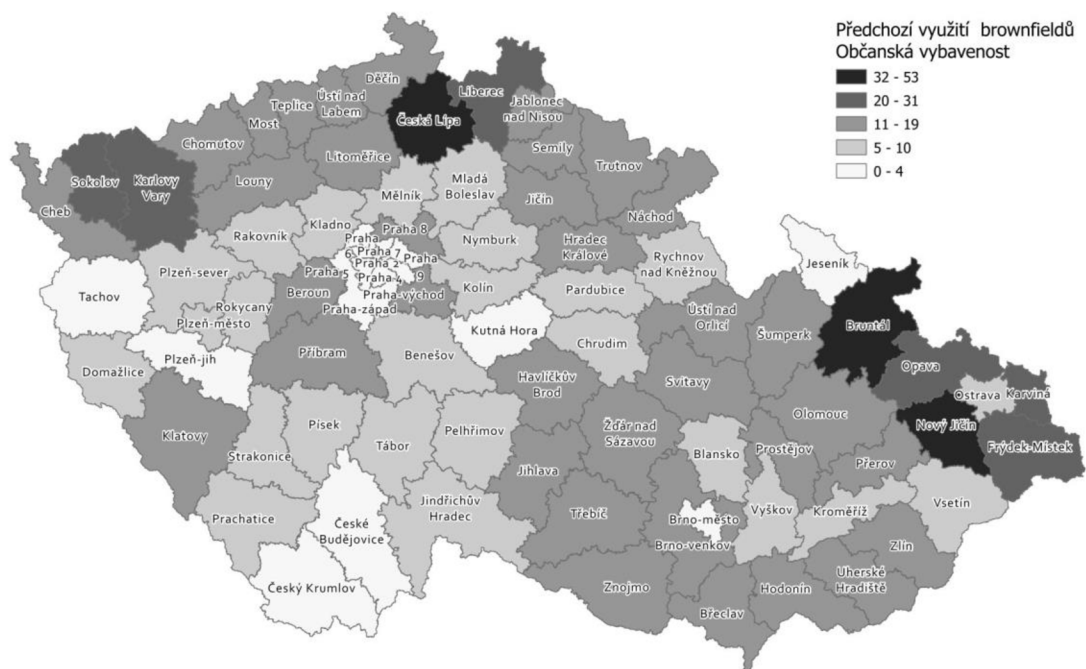 Předchozí využití brownfieldů
Občanská vybavenost
32 - 53
20 - 31
11 - 19
5 - 10
0 - 4
Děčín
Liberec
Ústí nad
Labem
Teplice
Jablonec
nad Nisou
Most
Česká Lípa
Chomutov
Semily
Litoměřice
Trutnov
Sokolov
Karlovy
Vary
Louny
Mladá
Boleslav
Mělník
Jičín
Cheb
Náchod
Kladno
Praha 8
Rakovník
Praha
6
Praha 7
Nymburk
Hradec
Králové
Praha 2
Praha
9
Rychnov
nad Kněžnou
Jeseník
Plzeň-sever
Praha
5
Praha 4
Tachov
Beroun
Praha-východ
Kolín
Pardubice
Rokycany
Praha-západ
Ústí nad
Orlicí
Plzeň-město
Kutná Hora
Šumperk
Bruntál
Chrudim
Plzeň-jih
Příbram
Benešov
Opava
Domažlice
Havlíčkův
Brod
Svitavy
Ostrava
Karviná
Olomouc
Klatovy
Písek
Pelhřimov
Žďár nad
Sázavou
Nový Jičín
Tábor
Strakonice
Blansko
Prostějov
Frýdek-Místek
Přerov
Jihlava
Jindřichův
Hradec
Vsetín
Prachatice
Třebíč
Brno-město
Vyškov
Kroměříž
České
Budějovice
Brno-venkov
Zlín
Český Krumlov
Znojmo
Uherské
Hradiště
Hodonín
Břeclav